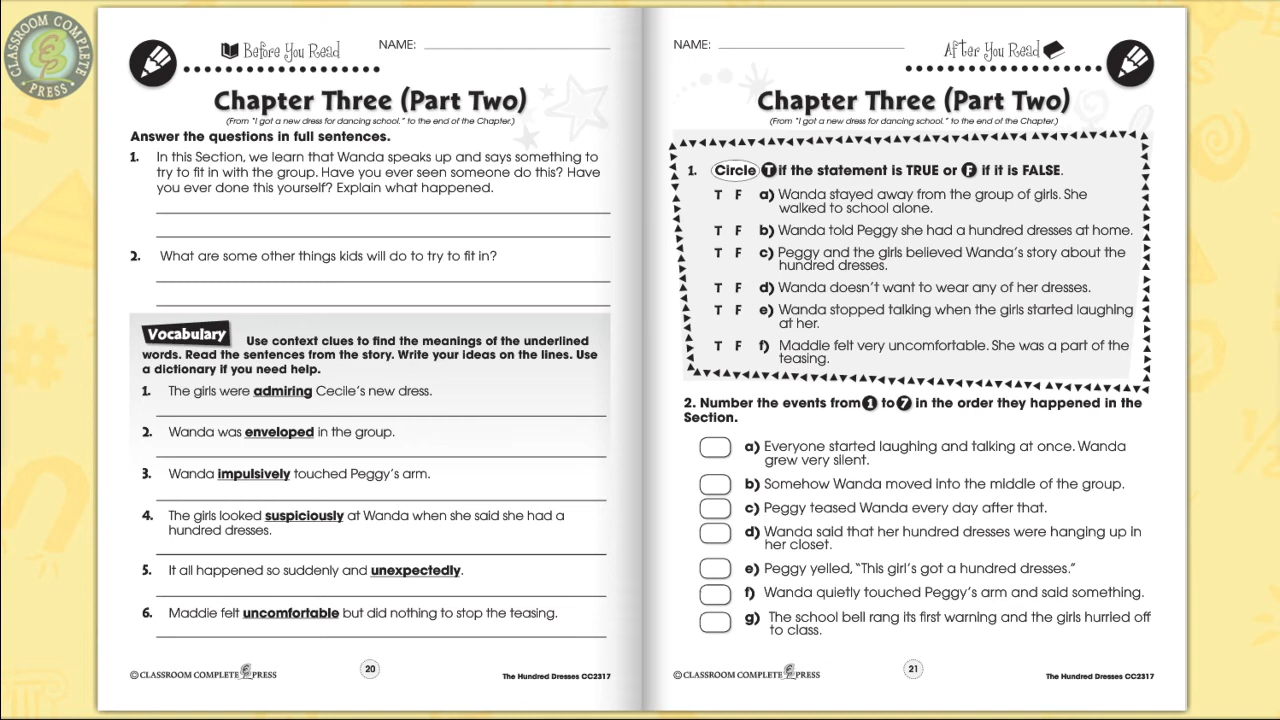 CLASSROOM COMPLETE
PRESS
Before You Read
NAME:
Chapter Three (Part Two)
(From "I got a new dress for dancing school." to the end of the Chapter.)
Answer the questions in full sentences.
1. In this Section, we learn that Wanda speaks up and says something to
try to fit in with the group. Have you ever seen someone do this? Have
you ever done this yourself? Explain what happened.
2. What are some other things kids will do to try to fit in?
Vocabulary Use context clues to find the meanings of the underlined
words. Read the sentences from the story. Write your ideas on the lines. Use
a dictionary if you need help.
1. The girls were admiring Cecile's new dress.
2. Wanda was enveloped in the group.
3. Wanda impulsively touched Peggy's arm.
4. The girls looked suspiciously at Wanda when she said she had a
hundred dresses.
5. It all happened so suddenly and unexpectedly.
6. Maddie felt uncomfortable but did nothing to stop the teasing.
© CLASSROOM COMPLETE PRESS
20
The Hundred Dresses CC2317
NAME:
After You Read
Chapter Three (Part Two)
(From "I got a new dress for dancing school." to the end of the Chapter.)
1. Circle T if the statement is TRUE or F if it is FALSE.
T F a) Wanda stayed away from the group of girls. She
walked to school alone.
T F b) Wanda told Peggy she had a hundred dresses at home.
T F c) Peggy and the girls believed Wanda's story about the
hundred dresses.
T F d) Wanda doesn't want to wear any of her dresses.
T F e) Wanda stopped talking when the girls started laughing
at her.
T F f) Maddie felt very uncomfortable. She was a part of the
teasing.
2. Number the events from 1 to 7 in the order they happened in the
Section.
a) Everyone started laughing and talking at once. Wanda
grew very silent.
b) Somehow Wanda moved into the middle of the group.
c) Peggy teased Wanda every day after that.
d) Wanda said that her hundred dresses were hanging up in
her closet.
e) Peggy yelled, "This girl's got a hundred dresses."
f) Wanda quietly touched Peggy's arm and said something.
g) The school bell rang its first warning and the girls hurried off
to class.
© CLASSROOM COMPLETE PRESS
21
The Hundred Dresses CC2317